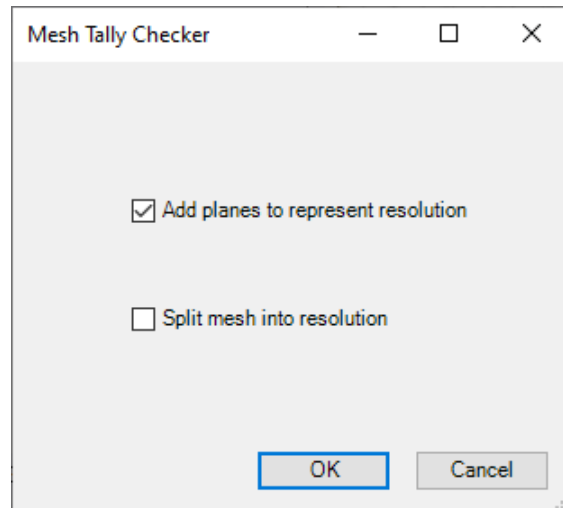 Mesh Tally Checker
Add planes to represent resolution
Split mesh into resolution
OK Cancel